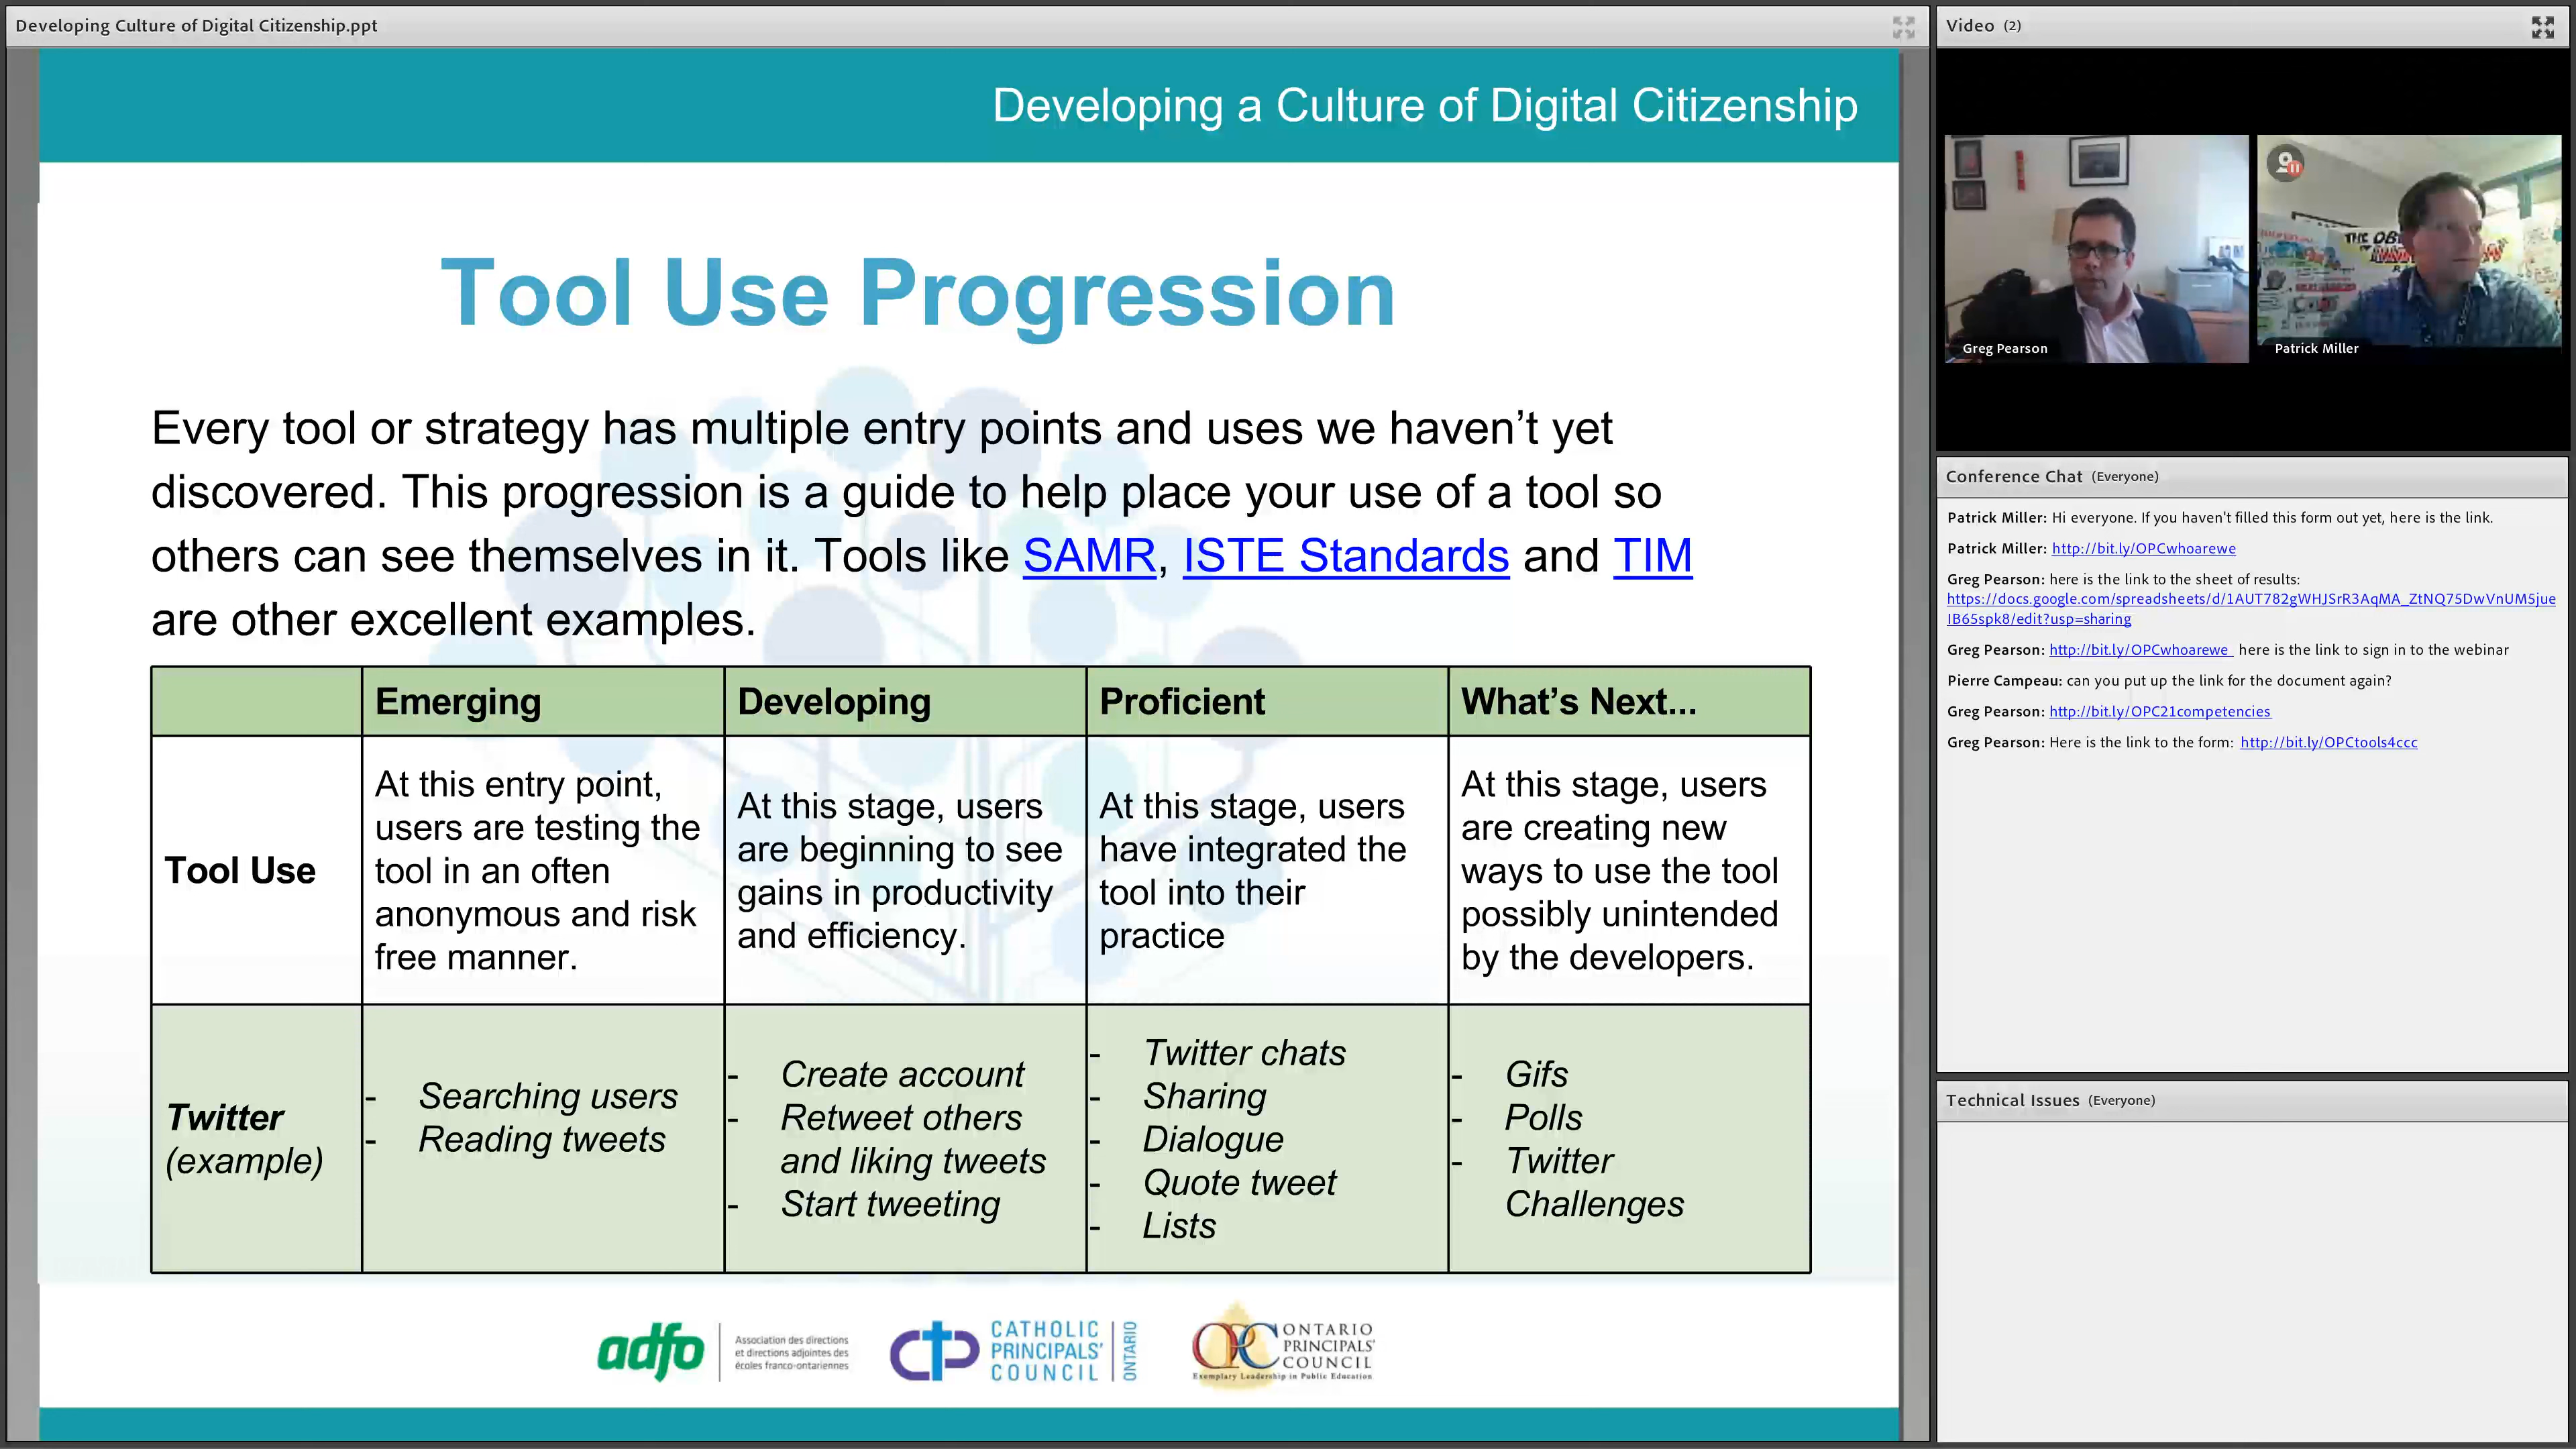 Developing Culture of Digital Citizenship.ppt
Developing a Culture of Digital Citizenship
Tool Use Progression
Every tool or strategy has multiple entry points and uses we haven’t yet
discovered. This progression is a guide to help place your use of a tool so
others can see themselves in it. Tools like SAMR, ISTE Standards and TIM
are other excellent examples.
Emerging
Developing
Proficient
What’s Next...
Tool Use
At this entry point,
users are testing the
tool in an often
anonymous and risk
free manner.
At this stage, users
are beginning to see
gains in productivity
and efficiency.
At this stage, users
have integrated the
tool into their
practice
At this stage, users
are creating new
ways to use the tool
possibly unintended
by the developers.
Twitter
(example)
- Searching users
- Reading tweets
- Create account
- Retweet others
and liking tweets
- Start tweeting
- Twitter chats
- Sharing
- Dialogue
- Quote tweet
- Lists
- Gifs
- Polls
- Twitter
Challenges
adfo
Association des directions
et directions adjointes des
écoles franco-ontariennes
CATHOLIC
PRINCIPALS'
COUNCIL
ONTARIO
OPC
ONTARIO
PRINCIPALS'
COUNCIL
Exemplary Leadership in Public Education
Video (2)
THE OB
Greg Pearson
Patrick Miller
Conference Chat (Everyone)
Patrick Miller: Hi everyone. If you haven't filled this form out yet, here is the link.
Patrick Miller: http://bit.ly/OPCwhoarewe
Greg Pearson: here is the link to the sheet of results:
https://docs.google.com/spreadsheets/d/1AUT782gWHJSrR3AqMA_ZtNQ75DwVnUM5jue
IB65spk8/edit?usp=sharing
Greg Pearson: http://bit.ly/OPCwhoarewe here is the link to sign in to the webinar
Pierre Campeau: can you put up the link for the document again?
Greg Pearson: http://bit.ly/OPC21competencies
Greg Pearson: Here is the link to the form: http://bit.ly/OPCtools4ccc
Technical Issues (Everyone)